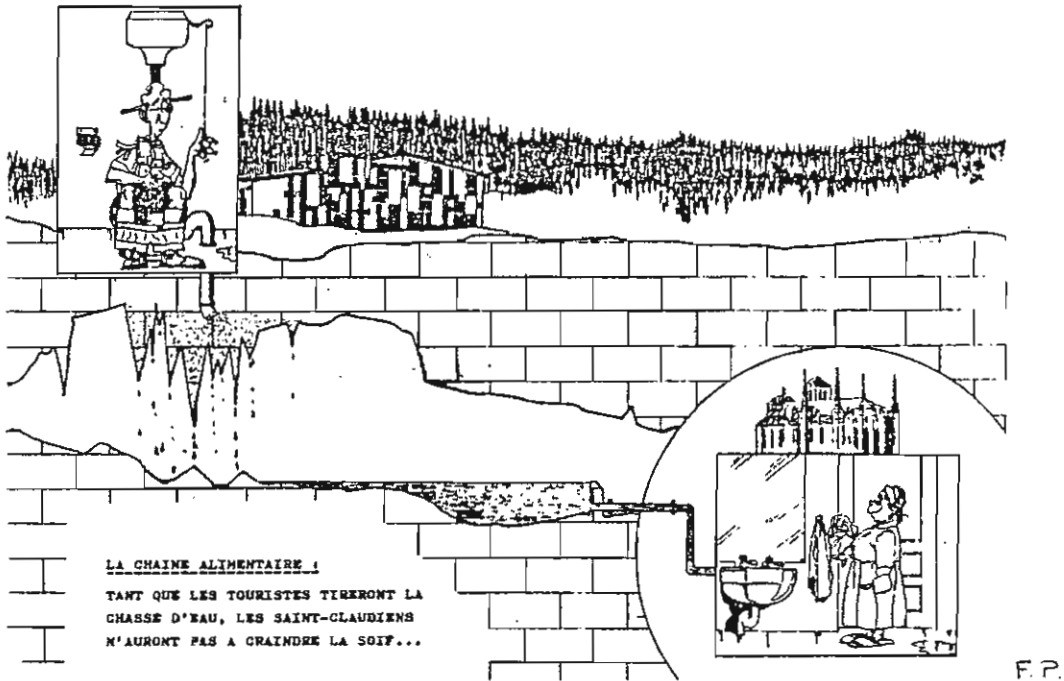 LA CHAINE ALIMENTAIRE :
TANT QUE LES TOURISTES TIRERONT LA
CHASSE D'EAU, LES SAINT-CLAUDIENS
N'AURONT PAS A CRAINDRE LA SOIF...
F.P.